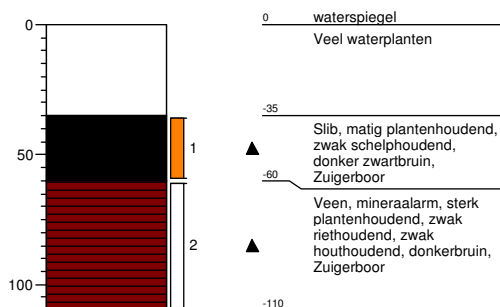 0
0
waterspiegel
Veel waterplanten
-35
Slib, matig plantenhoudend,
zwak schelphoudend,
donker zwartbruin,
Zuigerboor
1
50
-60
Veen, mineraalarm, sterk
plantenhoudend, zwak
riethoudend, zwak
houthoudend, donkerbruin,
Zuigerboor
2
100
-110